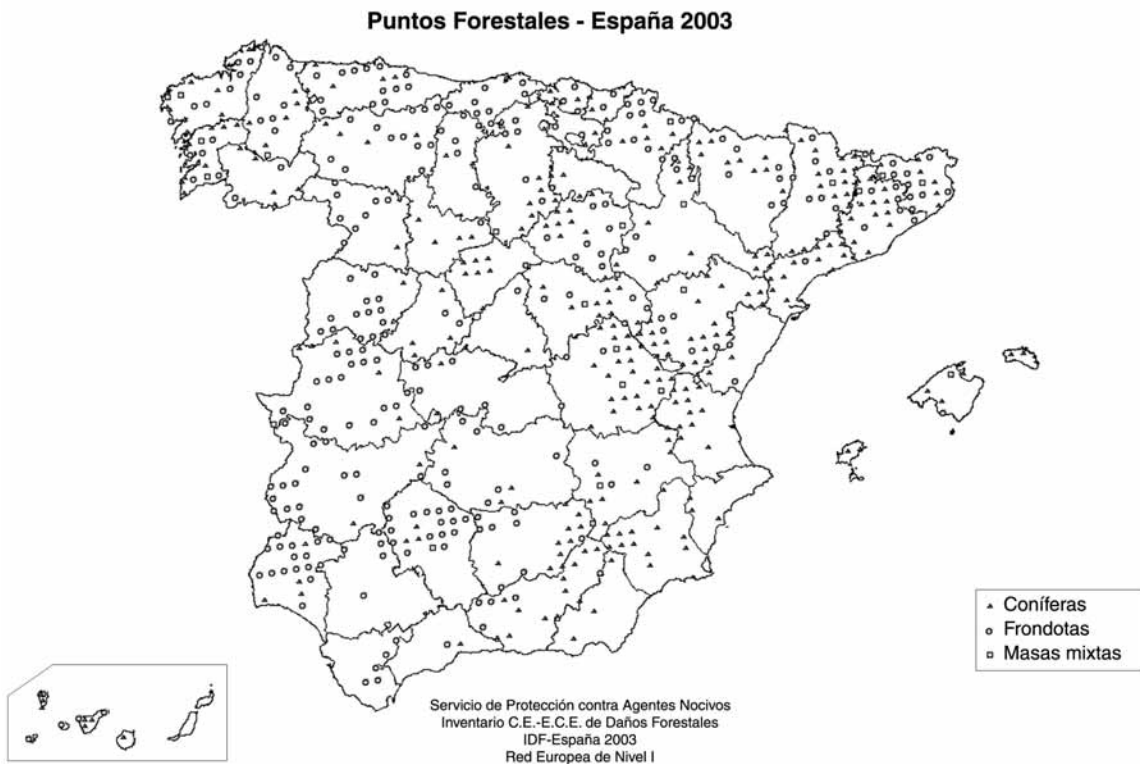 Puntos Forestales - España 2003
Coníferas
Frondotas
Masas mixtas
Servicio de Protección contra Agentes Nocivos
Inventario C.E.-E.C.E. de Daños Forestales
IDF-España 2003
Red Europea de Nivel I